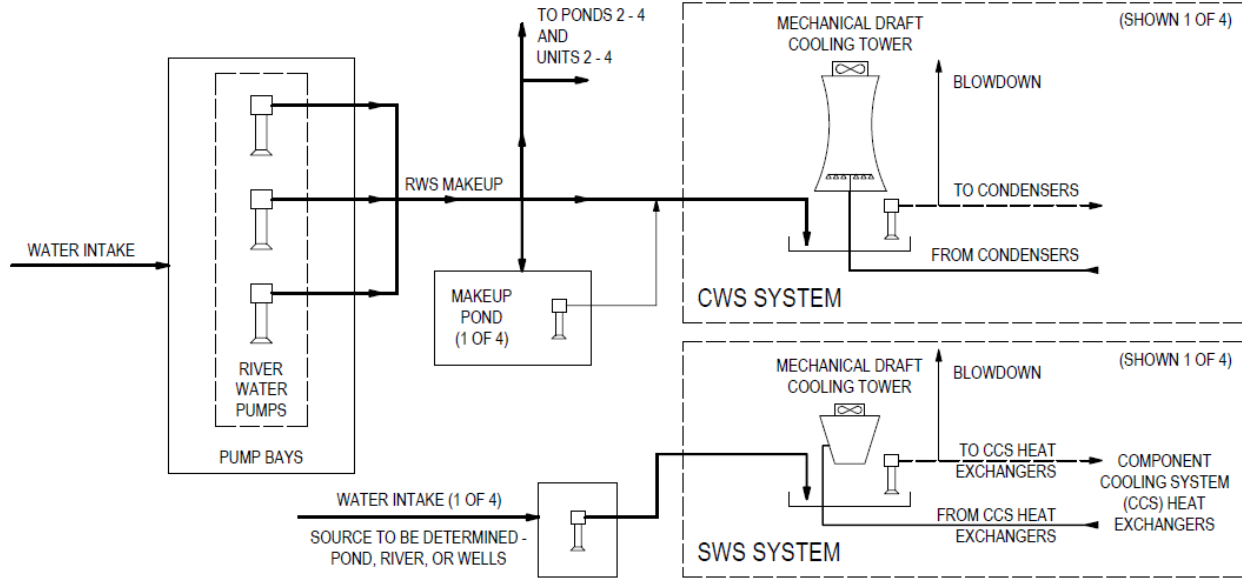 TO PONDS 2 - 4
AND
UNITS 2 - 4
MECHANICAL DRAFT
COOLING TOWER
(SHOWN 1 OF 4)
BLOWDOWN
RWS MAKEUP
TO CONDENSERS
WATER INTAKE
FROM CONDENSERS
MAKEUP
POND
(1 OF 4)
CWS SYSTEM
RIVER
WATER
PUMPS
PUMP BAYS
MECHANICAL DRAFT
COOLING TOWER
(SHOWN 1 OF 4)
BLOWDOWN
TO CCS HEAT
EXCHANGERS
COMPONENT
COOLING SYSTEM
(CCS) HEAT
EXCHANGERS
WATER INTAKE (1 OF 4)
SOURCE TO BE DETERMINED -
POND, RIVER, OR WELLS
FROM CCS HEAT
EXCHANGERS
SWS SYSTEM